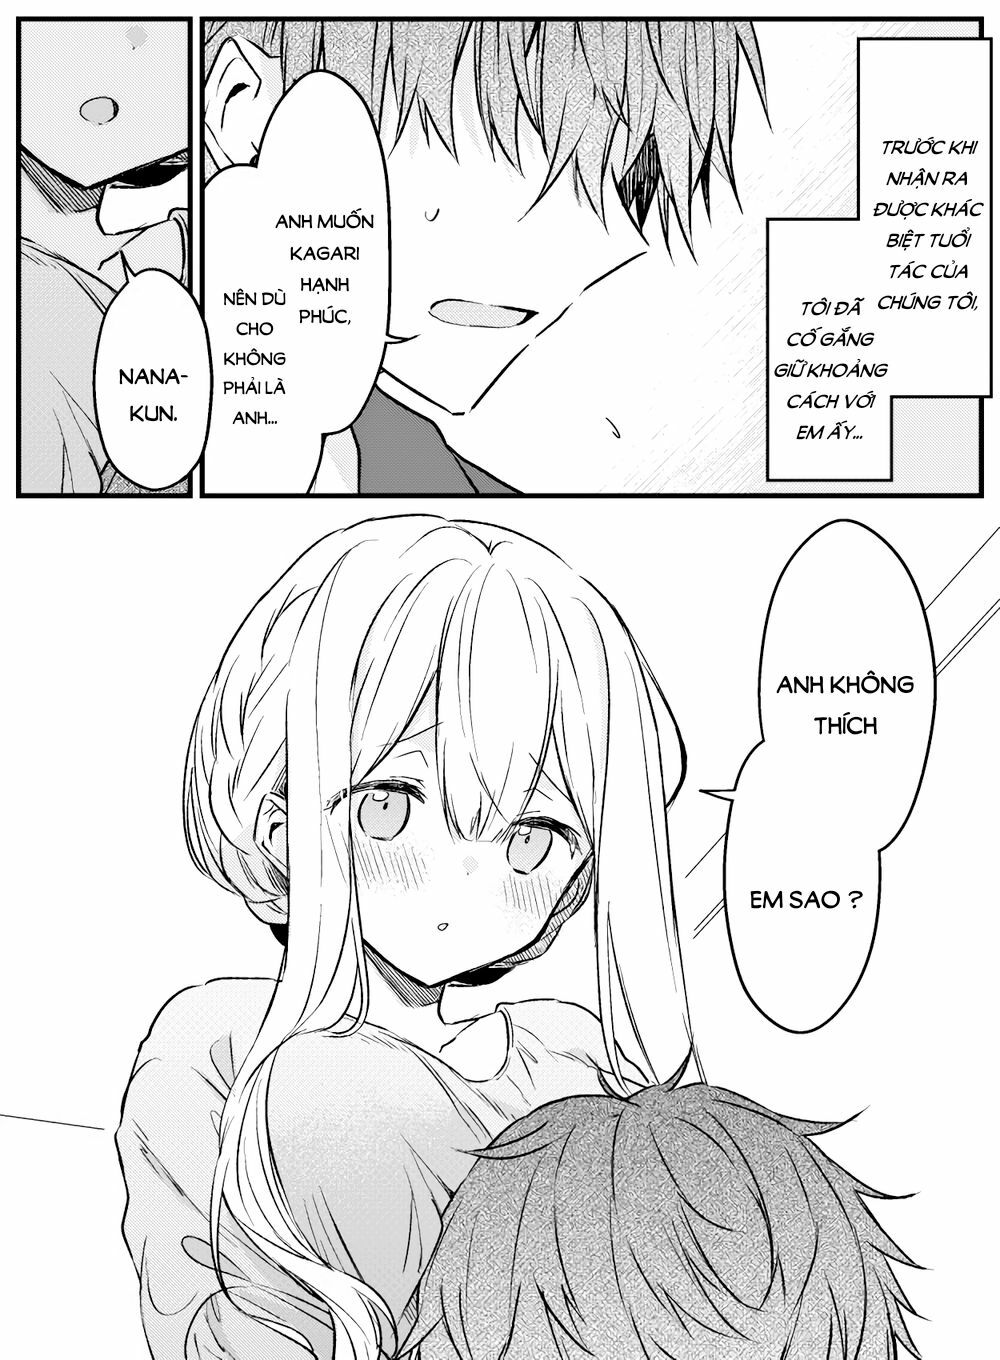 TRƯỚC KHI
NHẬN RA
ĐƯỢC KHÁC
BIỆT TUỔI
TÁC CỦA
CHÚNG TÔI,
TÔI ĐÃ
CỐ GẮNG
GIỮ KHOẢNG
CÁCH VỚI
EM ẤY...
ANH MUỐN
KAGARI
HẠNH
PHÚC,
NÊN DÙ
CHO
KHÔNG
PHẢI LÀ
ANH...
NANA-
KUN.
ANH KHÔNG
THÍCH
EM SAO ?